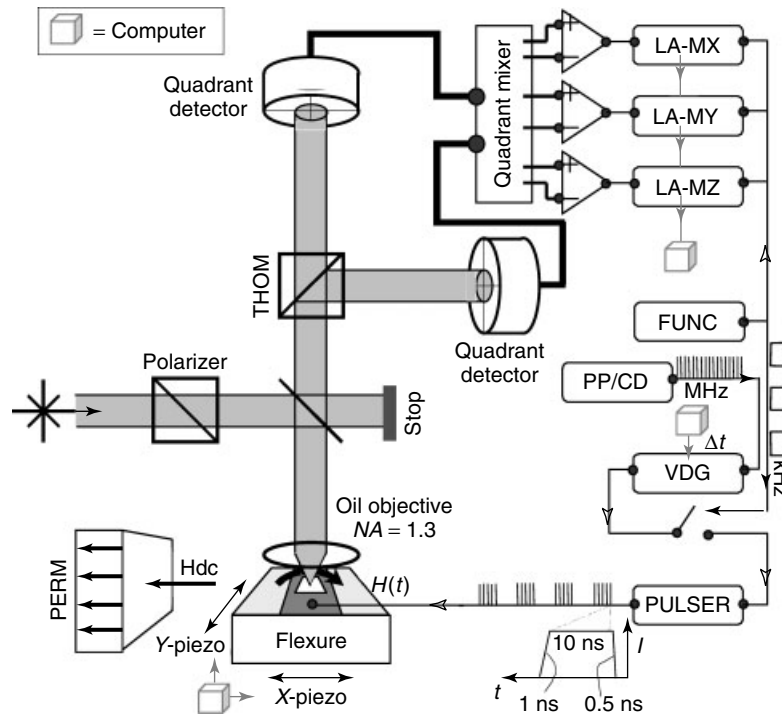 = Computer
Quadrant
detector
Quadrant mixer
+
−
+
−
+
−
LA-MX
LA-MY
LA-MZ
THOM
Quadrant
detector
FUNC
PP/CD
MHz
Δt
VDG
kHz
Polarizer
Stop
Oil objective
NA = 1.3
PERM
Hdc
H(t)
PULSER
Y-piezo
Flexure
X-piezo
10 ns
I
t
1 ns
0.5 ns